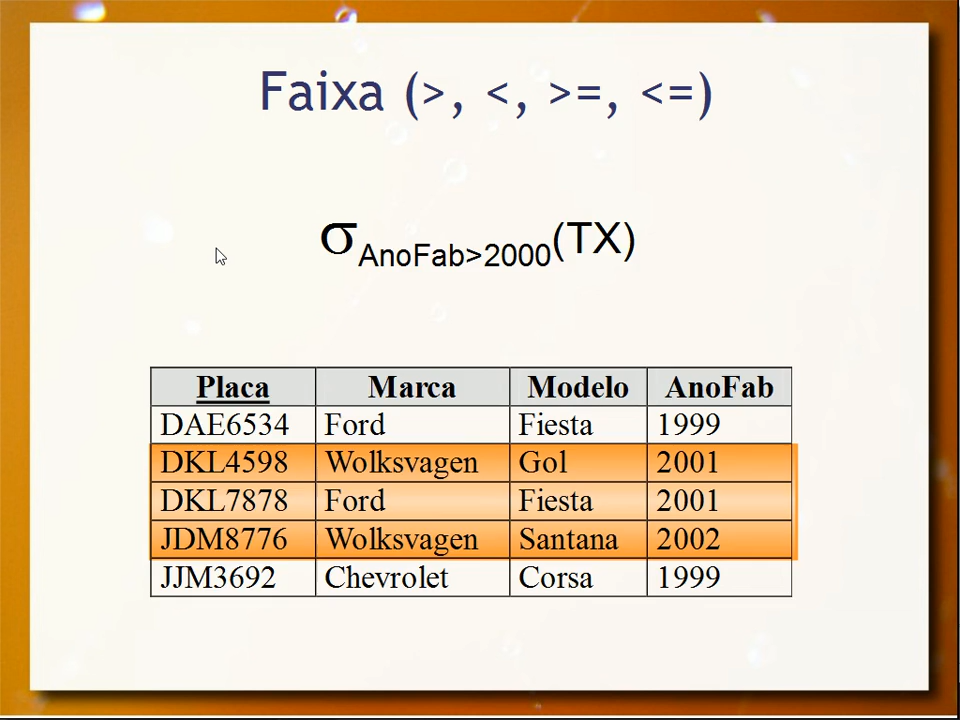 Faixa (>, <, >=, <=)
σAnoFab>2000(TX)
Placa Marca Modelo AnoFab
DAE6534 Ford Fiesta 1999
DKL4598 Wolksvagen Gol 2001
DKL7878 Ford Fiesta 2001
JDM8776 Wolksvagen Santana 2002
JJM3692 Chevrolet Corsa 1999